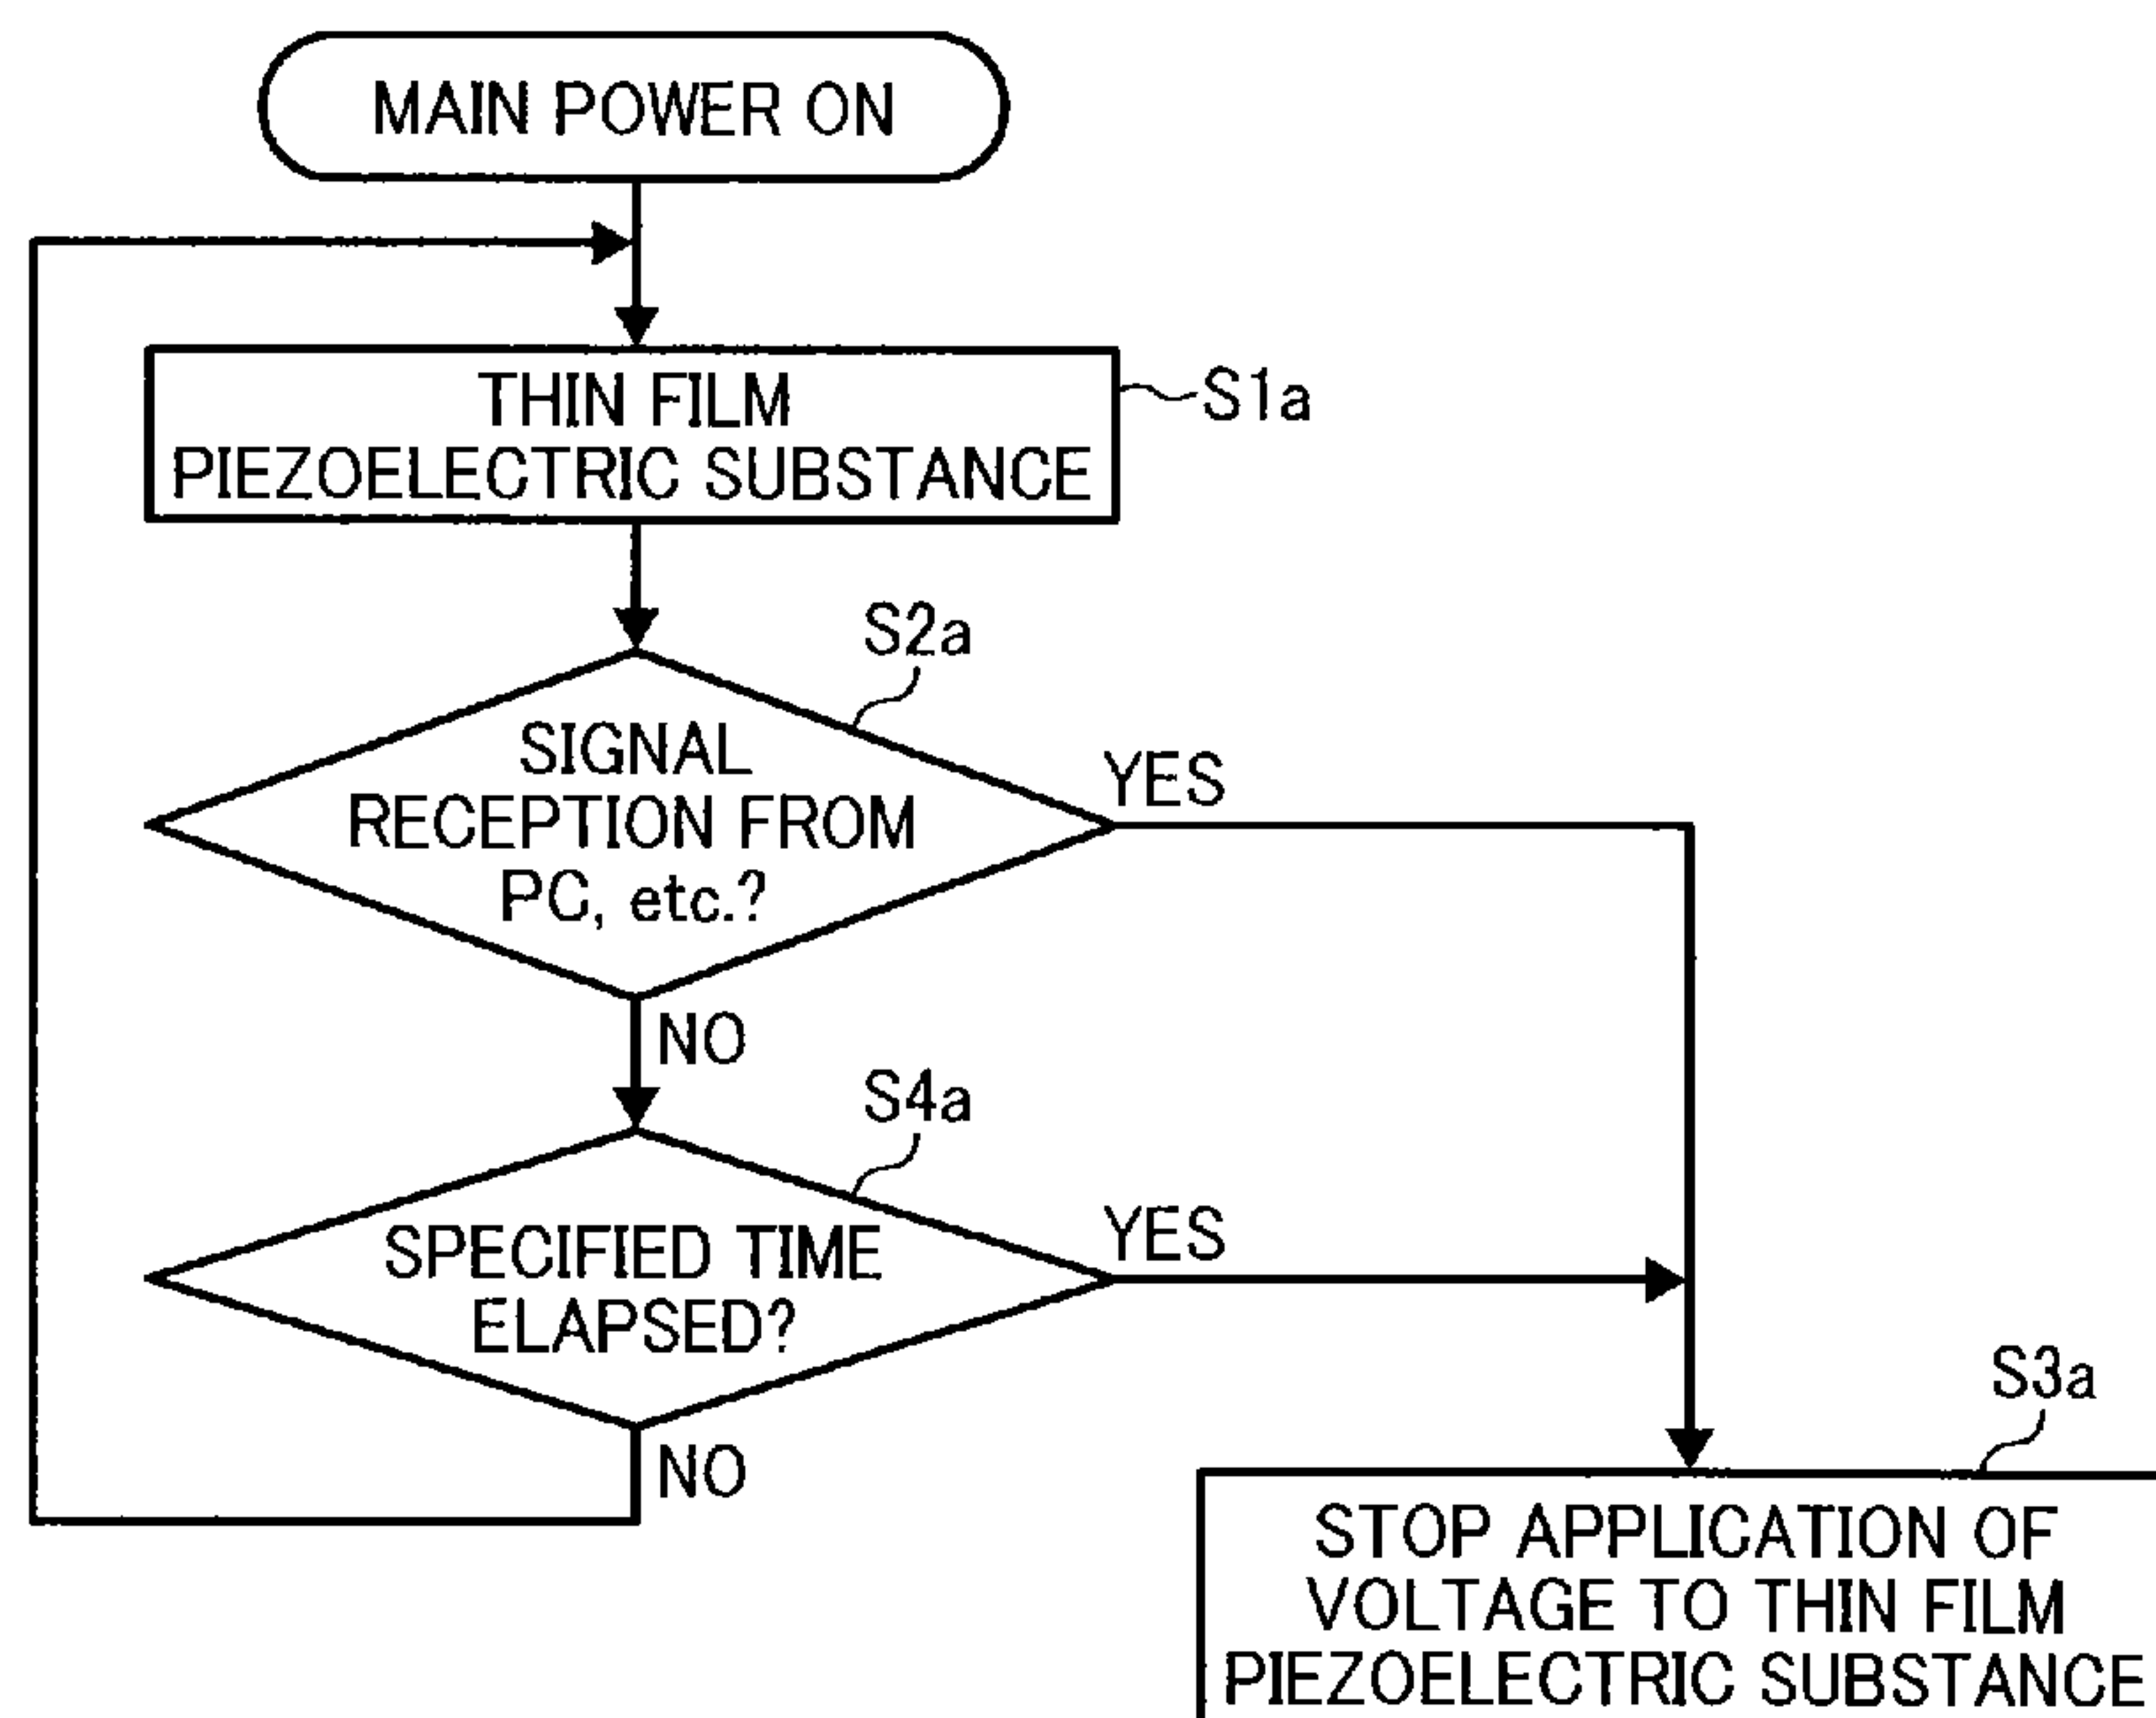 MAIN POWER ON
THIN FILM
PIEZOELECTRIC SUBSTANCE
S1a
S2a
SIGNAL
RECEPTION FROM
PC, etc.?
YES
NO
S4a
SPECIFIED TIME
ELAPSED?
YES
NO
S3a
STOP APPLICATION OF
VOLTAGE TO THIN FILM
PIEZOELECTRIC SUBSTANCE